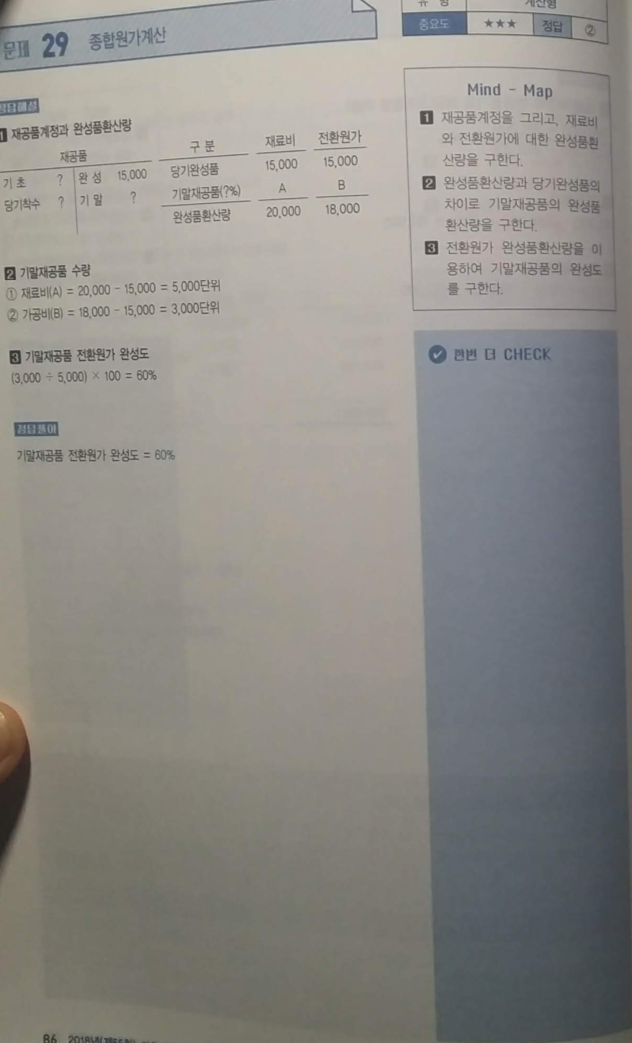 유 형 계산형
중요도 ★★★ 정답 ②
문제 29 종합원가계산
정답해설
1 재공품계정과 완성품환산량
재공품
기 초 ? 완 성 15,000
당기착수 ? 기 말 ?
구 분 재료비 전환원가
당기완성품 15,000 15,000
기말재공품(?%) A B
완성품환산량 20,000 18,000
2 기말재공품 수량
① 재료비(A) = 20,000 - 15,000 = 5,000단위
② 가공비(B) = 18,000 - 15,000 = 3,000단위
3 기말재공품 전환원가 완성도
(3,000 ÷ 5,000) × 100 = 60%
정답풀이
기말재공품 전환원가 완성도 = 60%
Mind - Map
1 재공품계정을 그리고, 재료비
와 전환원가에 대한 완성품환
산량을 구한다.
2 완성품환산량과 당기완성품의
차이로 기말재공품의 완성품
환산량을 구한다.
3 전환원가 완성품환산량을 이
용하여 기말재공품의 완성도
를 구한다.
한번 더 CHECK
86